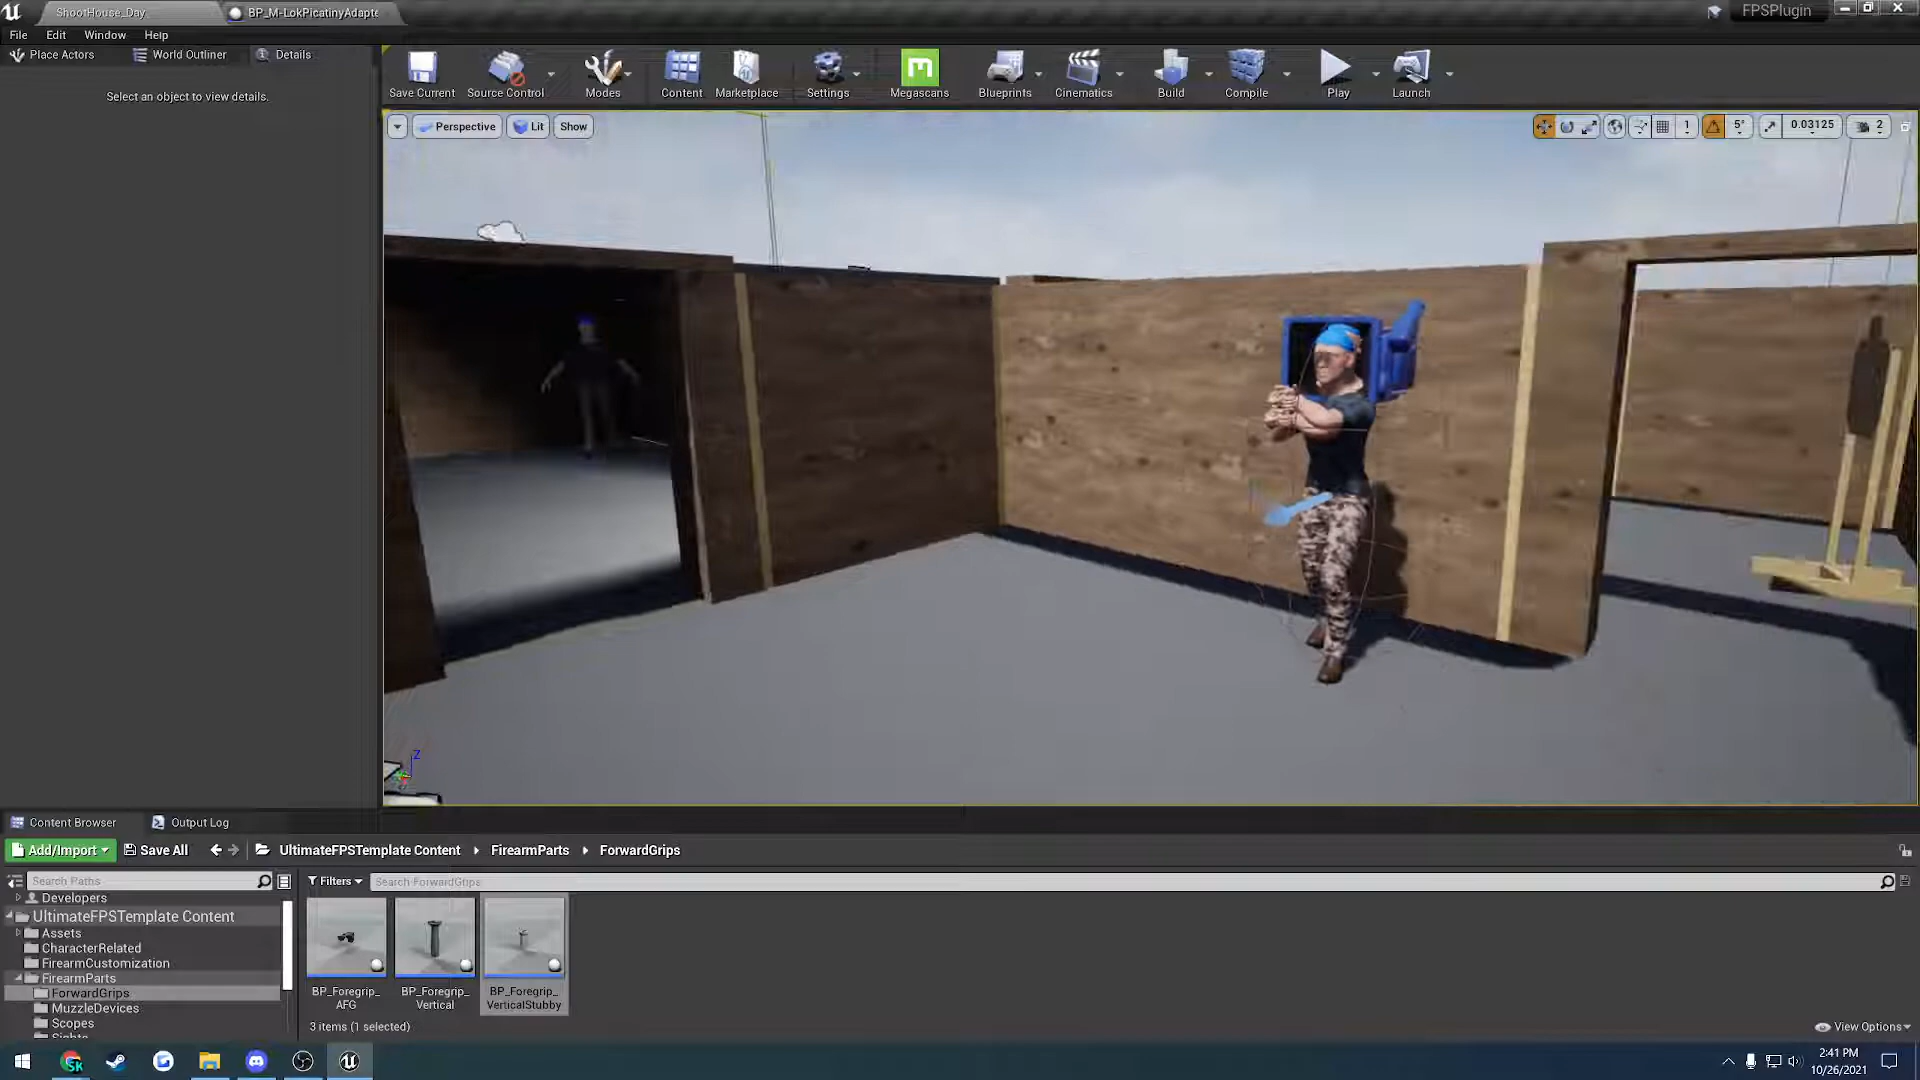 ShootHouse_Day
BP_M-LokPicatinyAdapte
FPSPlugin
File Edit Window Help
Place Actors World Outliner Details
Select an object to view details.
Save Current Source Control Modes Content Marketplace Settings Megascans Blueprints Cinematics Build Compile Play Launch
Perspective Lit Show
1 5° 0.03125 2
Z
Content Browser Output Log
Add/Import Save All UltimateFPSTemplate Content FirearmParts ForwardGrips
Search Paths
Filters Search ForwardGrips
Developers
UltimateFPSTemplate Content
Assets
CharacterRelated
FirearmCustomization
FirearmParts
ForwardGrips
MuzzleDevices
Scopes
Sights
BP_Foregrip_
AFG
BP_Foregrip_
Vertical
BP_Foregrip_
VerticalStubby
3 items (1 selected)
View Options
Sk
2:41 PM
10/26/2021